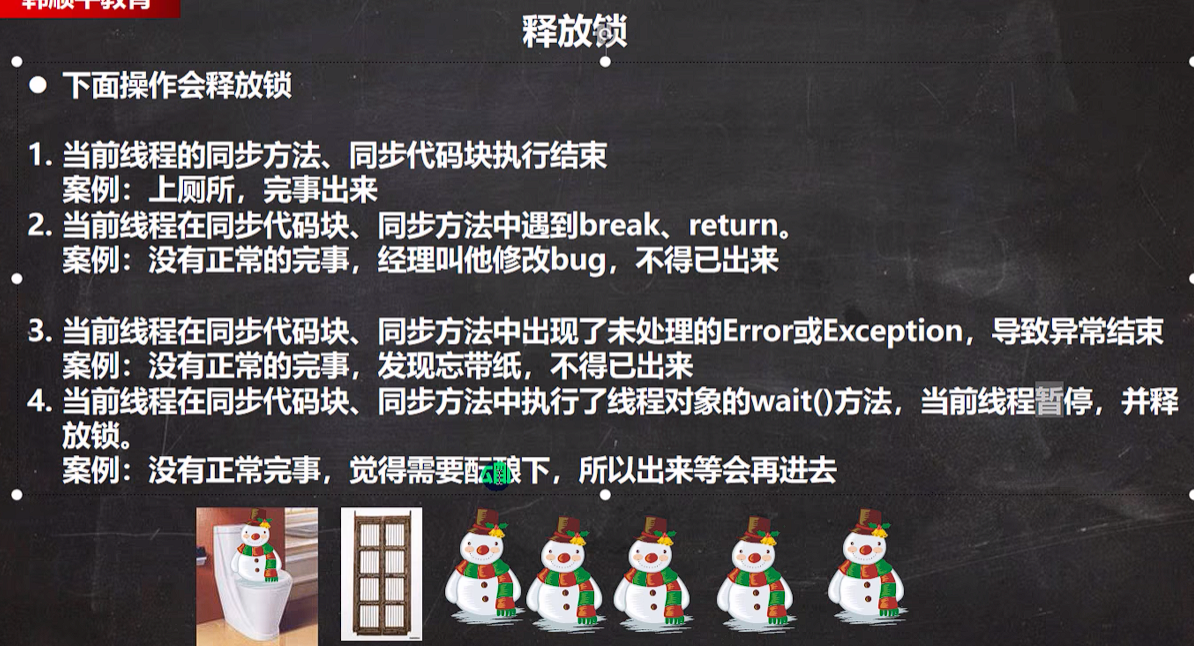 韩顺平教育
释放锁
● 下面操作会释放锁
1. 当前线程的同步方法、同步代码块执行结束
案例：上厕所，完事出来
2. 当前线程在同步代码块、同步方法中遇到break、return。
案例：没有正常的完事，经理叫他修改bug，不得已出来
3. 当前线程在同步代码块、同步方法中出现了未处理的Error或Exception，导致异常结束
案例：没有正常的完事，发现忘带纸，不得已出来
4. 当前线程在同步代码块、同步方法中执行了线程对象的wait()方法，当前线程暂停，并释
放锁。
案例：没有正常完事，觉得需要酝酿下，所以出来等会再进去